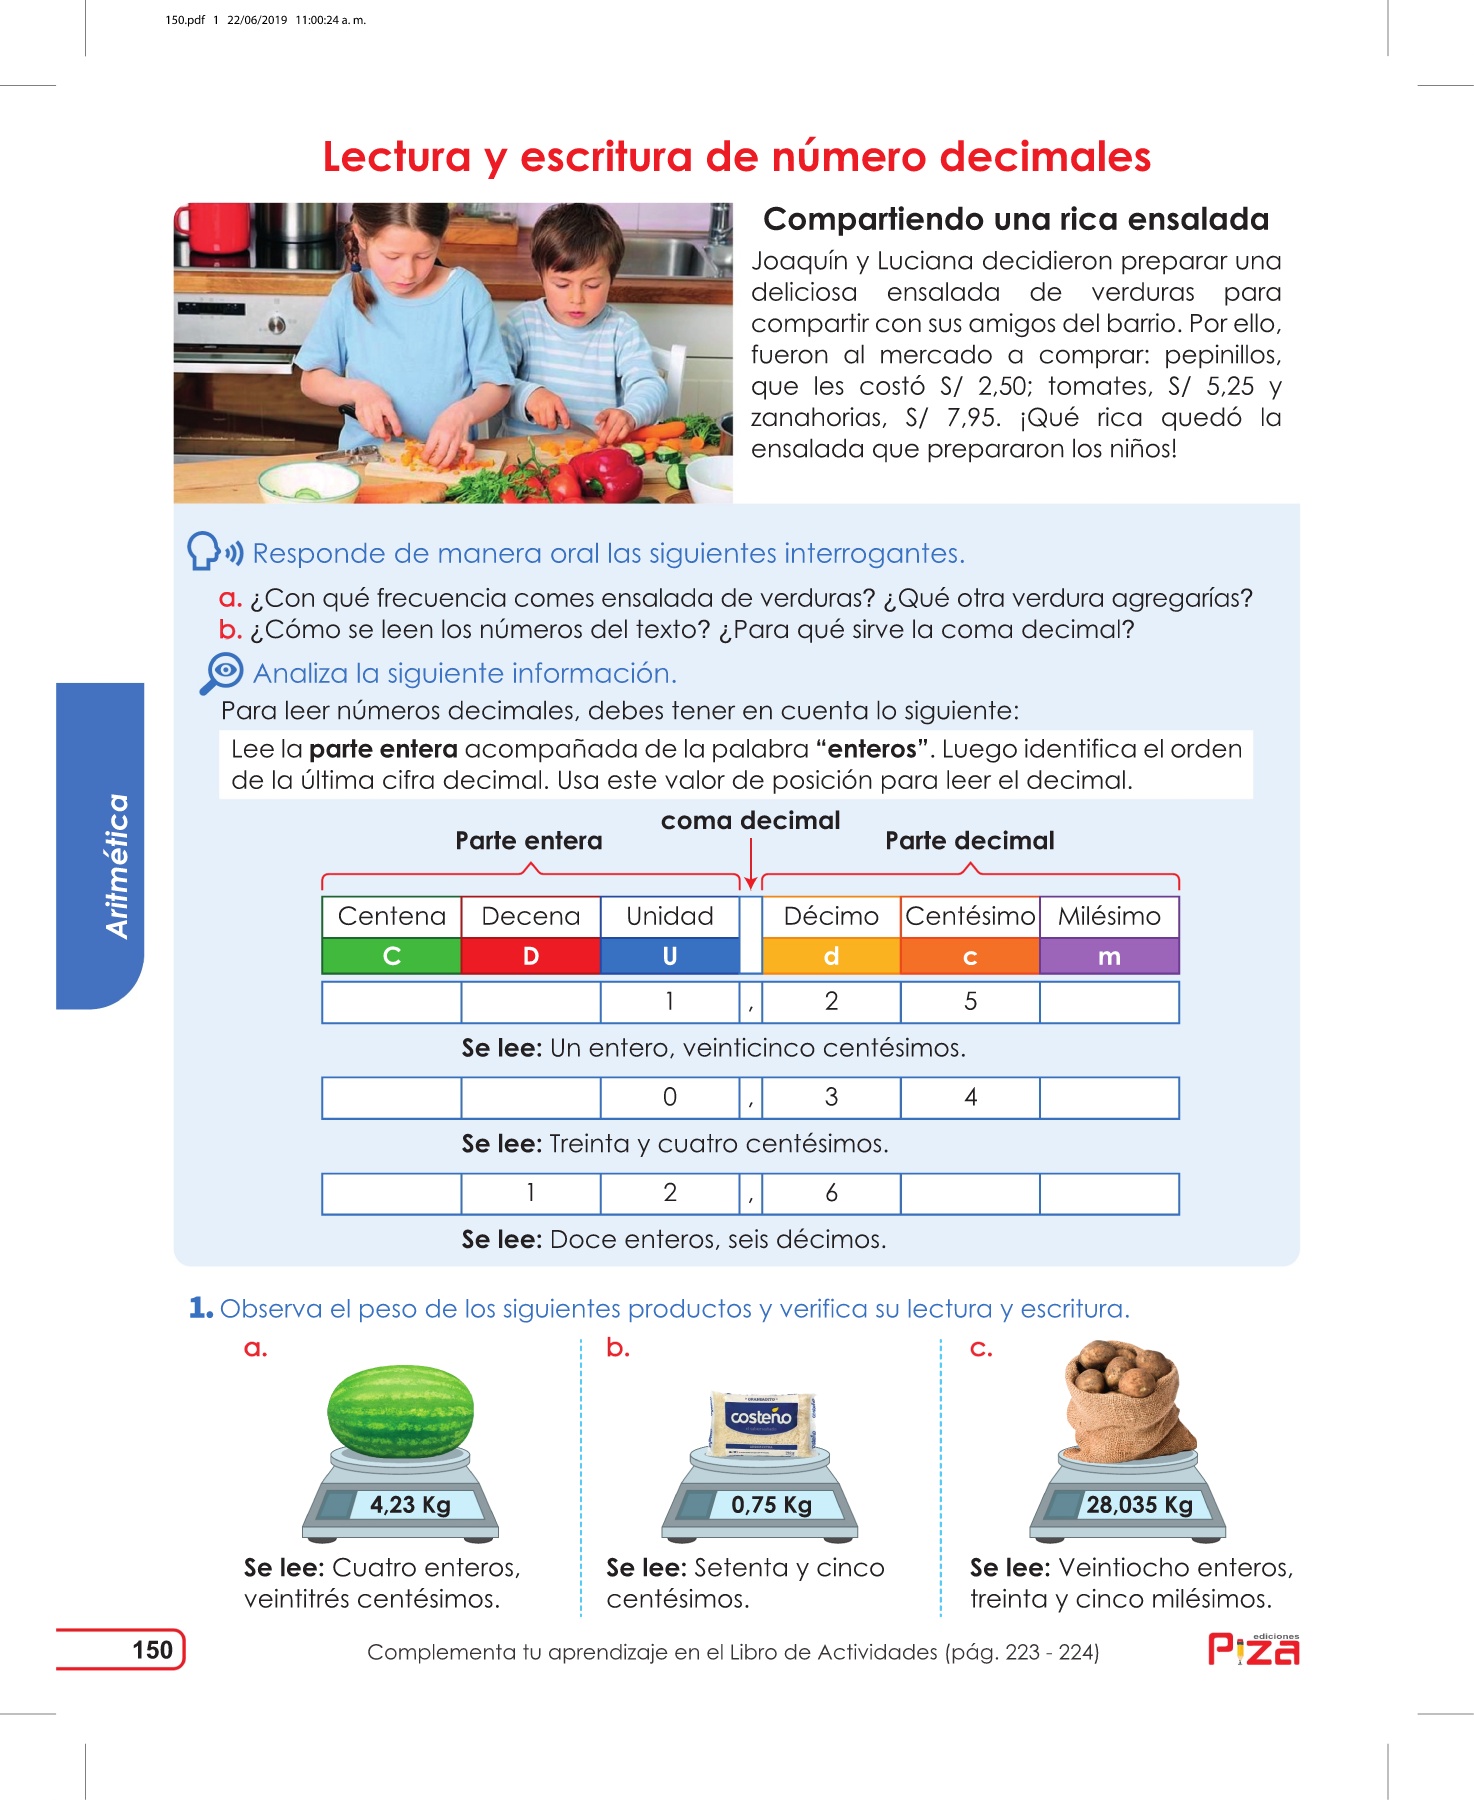 150.pdf 1 22/06/2019 11:00:24 a. m.
Lectura y escritura de número decimales
Compartiendo una rica ensalada
Joaquín y Luciana decidieron preparar una
deliciosa ensalada de verduras para
compartir con sus amigos del barrio. Por ello,
fueron al mercado a comprar: pepinillos,
que les costó S/ 2,50; tomates, S/ 5,25 y
zanahorias, S/ 7,95. ¡Qué rica quedó la
ensalada que prepararon los niños!
Responde de manera oral las siguientes interrogantes.
a. ¿Con qué frecuencia comes ensalada de verduras? ¿Qué otra verdura agregarías?
b. ¿Cómo se leen los números del texto? ¿Para qué sirve la coma decimal?
Analiza la siguiente información.
Para leer números decimales, debes tener en cuenta lo siguiente:
Lee la parte entera acompañada de la palabra “enteros”. Luego identifica el orden
de la última cifra decimal. Usa este valor de posición para leer el decimal.
Aritmética
coma decimal
Parte entera Parte decimal
Centena Decena Unidad Décimo Centésimo Milésimo
C D U d c m
1 , 2 5
Se lee: Un entero, veinticinco centésimos.
0 , 3 4
Se lee: Treinta y cuatro centésimos.
1 2 , 6
Se lee: Doce enteros, seis décimos.
1. Observa el peso de los siguientes productos y verifica su lectura y escritura.
a. b. c.
costeño
4,23 Kg 0,75 Kg 28,035 Kg
Se lee: Cuatro enteros,
veintitrés centésimos.
Se lee: Setenta y cinco
centésimos.
Se lee: Veintiocho enteros,
treinta y cinco milésimos.
150
Complementa tu aprendizaje en el Libro de Actividades (pág. 223 - 224)
ediciones
Piza